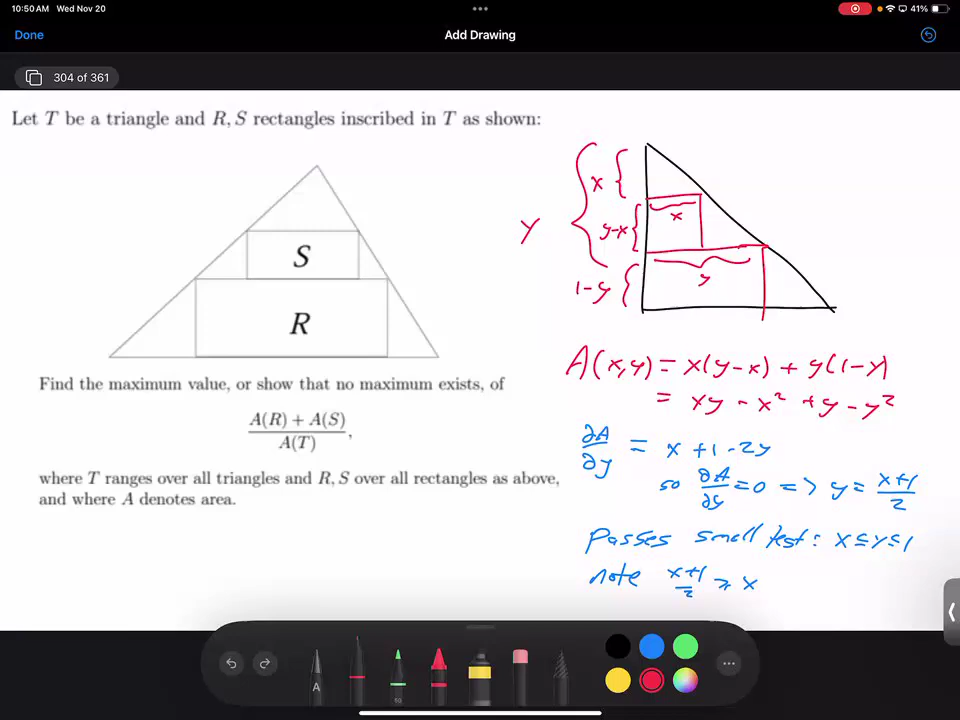 10:50 AM Wed Nov 20
41%
Done
Add Drawing
304 of 361
Let T be a triangle and R, S rectangles inscribed in T as shown:
S
R
Find the maximum value, or show that no maximum exists, of
A(R) + A(S)
A(T) ,
where T ranges over all triangles and R, S over all rectangles as above,
and where A denotes area.
x
x
y
y-x
y
1-y
A(x,y) = x(y-x) + y(1-y)
= xy - x² + y - y²
∂A/∂y = x + 1 - 2y
so ∂A/∂y = 0 => y = x+1/2
Passes small test: x ≤ y ≤ 1
note x+1/2 ≥ x
A
50